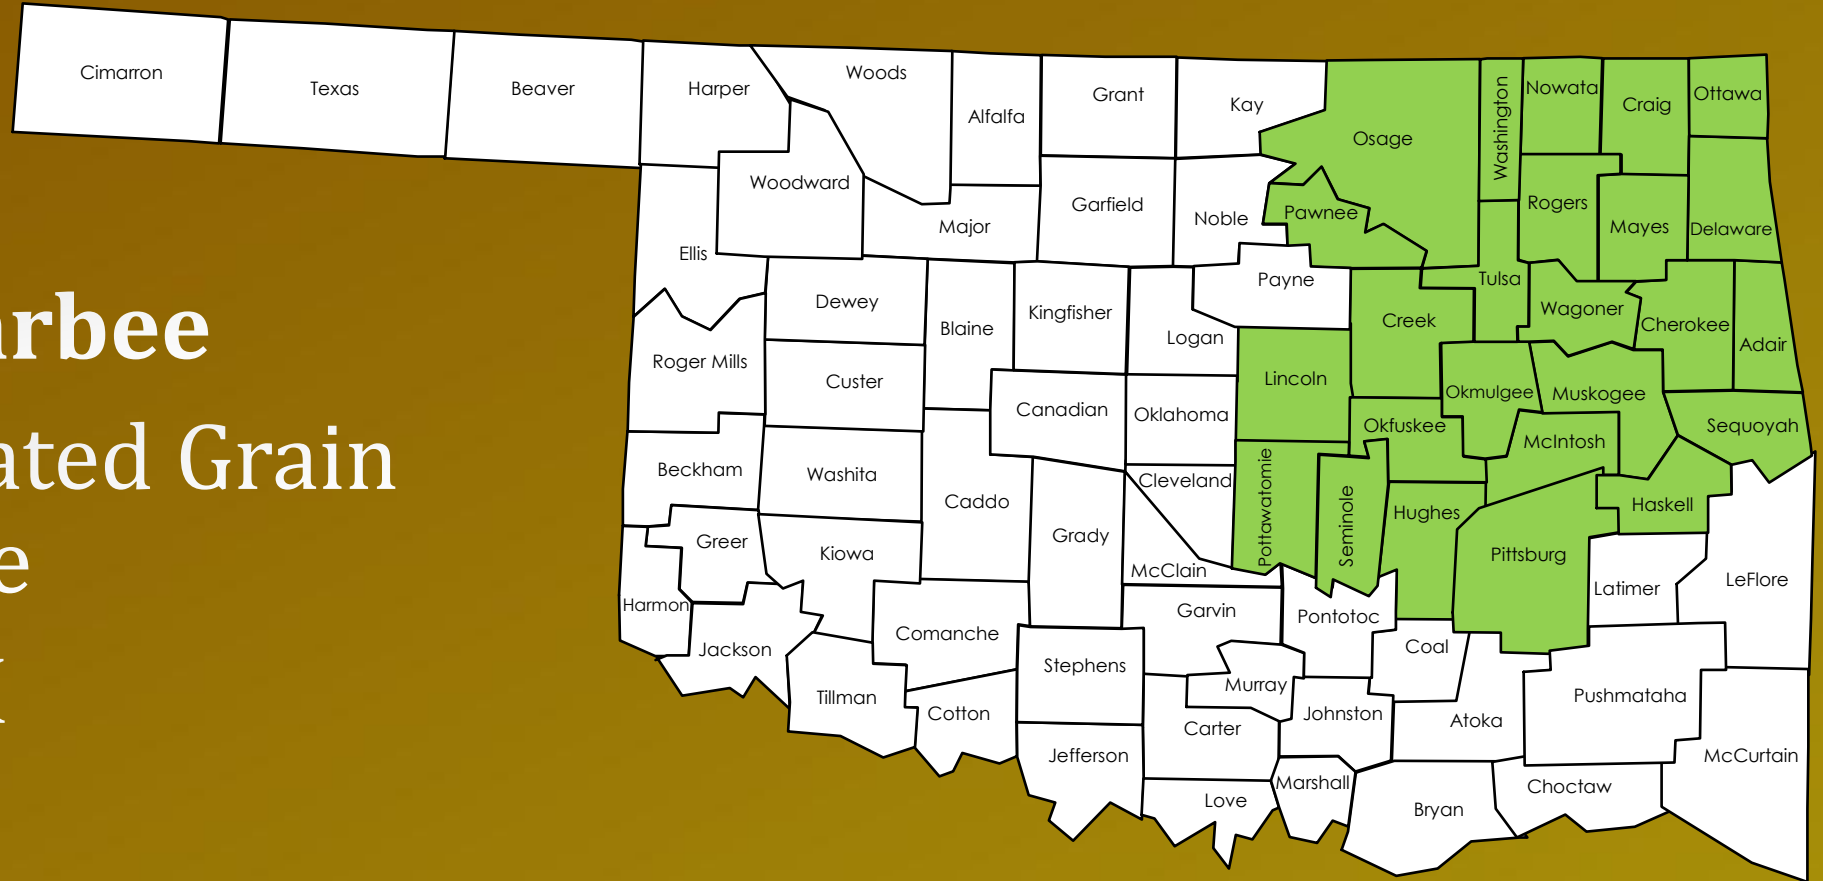 arbee
ated Grain
e
Cimarron
Texas
Beaver
Harper
Woods
Alfalfa
Grant
Kay
Osage
Washington
Nowata
Craig
Ottawa
Woodward
Major
Garfield
Noble
Pawnee
Rogers
Mayes
Delaware
Ellis
Dewey
Blaine
Kingfisher
Logan
Payne
Creek
Tulsa
Wagoner
Cherokee
Adair
Roger Mills
Custer
Canadian
Oklahoma
Lincoln
Okmulgee
Muskogee
Okfuskee
McIntosh
Sequoyah
Beckham
Washita
Caddo
Grady
Cleveland
Pottawatomie
Seminole
Hughes
Haskell
Pittsburg
Greer
Kiowa
McClain
Harmon
Jackson
Comanche
Garvin
Pontotoc
Latimer
LeFlore
Tillman
Cotton
Stephens
Murray
Coal
Carter
Johnston
Atoka
Pushmataha
Jefferson
Love
Marshall
Bryan
Choctaw
McCurtain